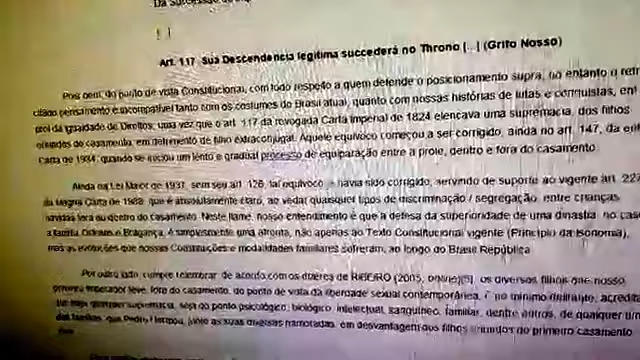 Da
[ ]
Art. 117 Sua Descendencia legitima succederá no Throno [...] (Grifo Nosso)
Pois bem, do ponto de vista Constitucional, com todo respeito a quem defende o posicionamento supra, no entanto o
citado pensamento é incompatível tanto com os costumes do Brasil atual, quanto com nossas histórias de lutas e conquistas, em
prol da igualdade de Direitos, uma vez que o art. 117 da revogada Carta Imperial de 1824 elencava uma supremacia, dos filhos
oriundos do casamento, em detrimento de filho extraconjugal. Aquele equívoco começou a ser corrigido, ainda no art. 147, da
Carta de 1934, quando se iniciou um lento e gradual processo de equiparação entre a prole, dentro e fora do casamento.
Ainda na Lei Maior de 1937, sem seu art. 126, tal equívoco havia sido corrigido, servindo de suporte ao vigente art. 227
da Magna Carta de 1988, que é absolutamente claro, ao vedar quaisquer tipos de discriminação / segregação, entre crianças
havidas fora ou dentro do casamento. Neste liame, nosso entendimento é que a defesa da superioridade de uma dinastia, no
a família Orleans e Bragança, é simplesmente uma afronta, não apenas ao Texto Constitucional vigente (Princípio da Isonomia),
mas as evoluções que nossas Constituições e modalidades familiares sofreram, ao longo do Brasil República.
Por outro lado, cumpre relembrar de acordo com os dizeres de RIBEIRO (2005, online)[5], os diversos filhos que nosso
primeiro imperador teve, fora do casamento, do ponto de vista da liberdade sexual contemporânea, é no mínimo
supremacia, seja do ponto psicológico, biológico, intelectual, sanguíneo, familiar, dentre outros, de qualquer
das famílias, que Pedro I formou, junto as suas diversas namoradas, em desvantagem aos filhos oriundos do primeiro casamento